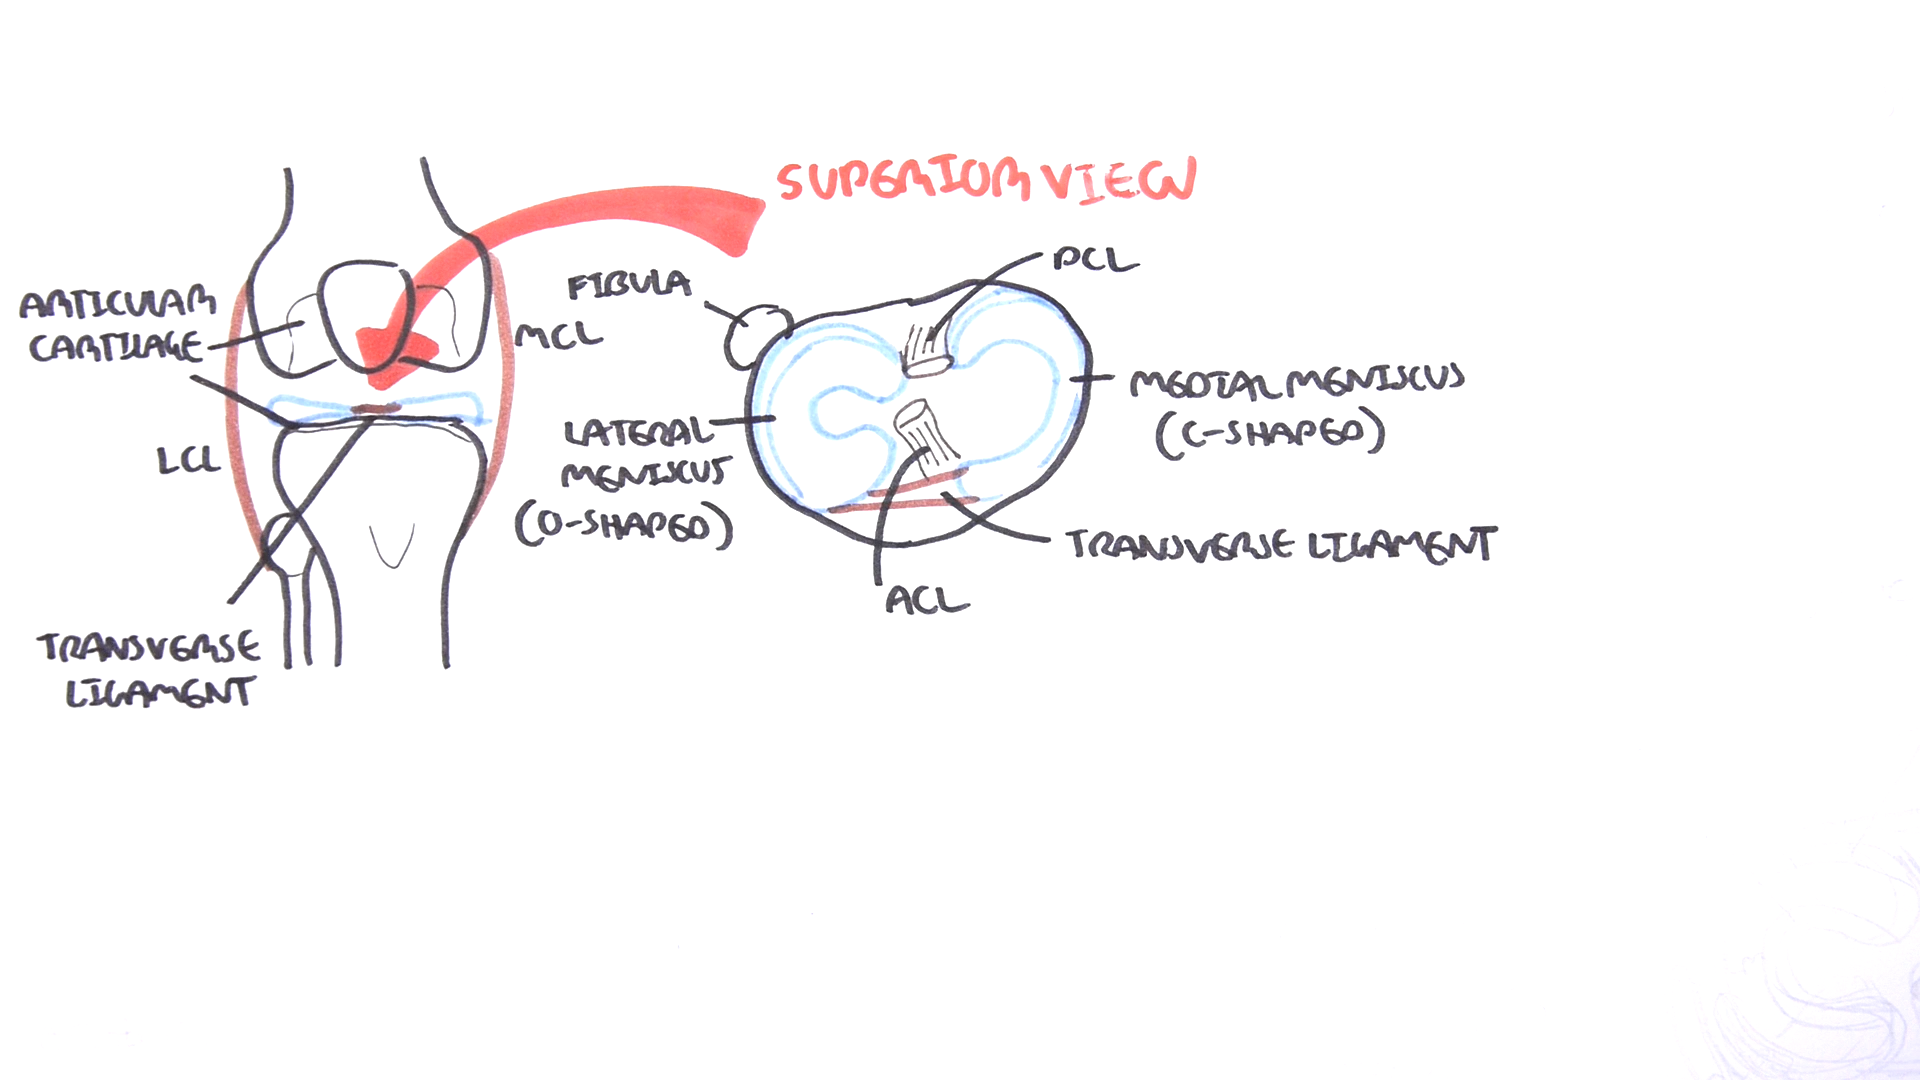 SUPERIOR VIEW
ARTICULAR
CARTILAGE
MCL
LCL
TRANSVERSE
LIGAMENT
FIBULA
PCL
LATERAL
MENISCUS
(O-SHAPED)
MEDIAL MENISCUS
(C-SHAPED)
TRANSVERSE LIGAMENT
ACL